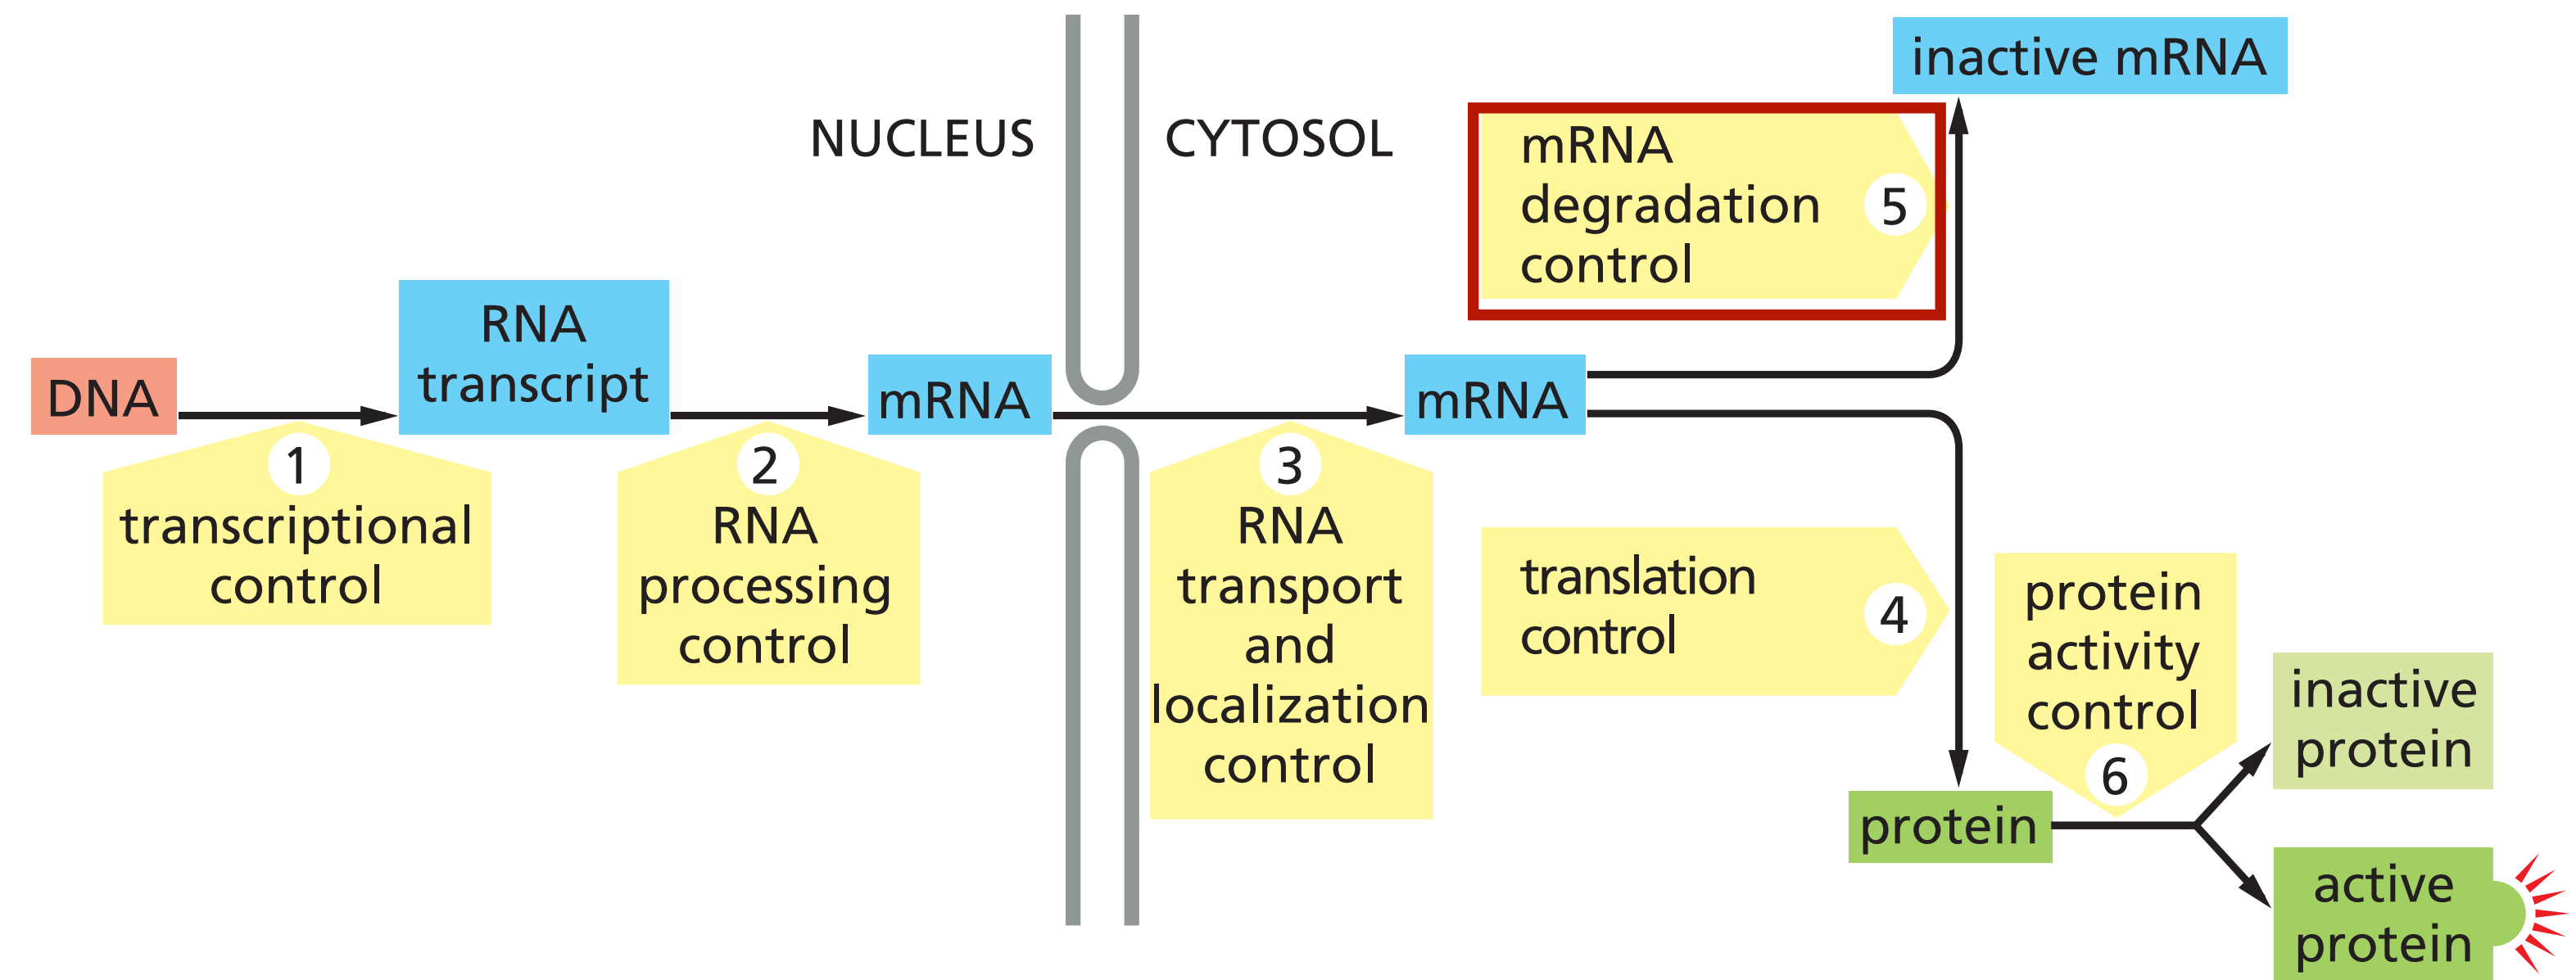 NUCLEUS
CYTOSOL
inactive mRNA
mRNA
degradation
control
5
DNA
RNA
transcript
mRNA
mRNA
1
transcriptional
control
2
RNA
processing
control
3
RNA
transport
and
localization
control
translation
control
4
protein
activity
control
6
protein
inactive
protein
active
protein